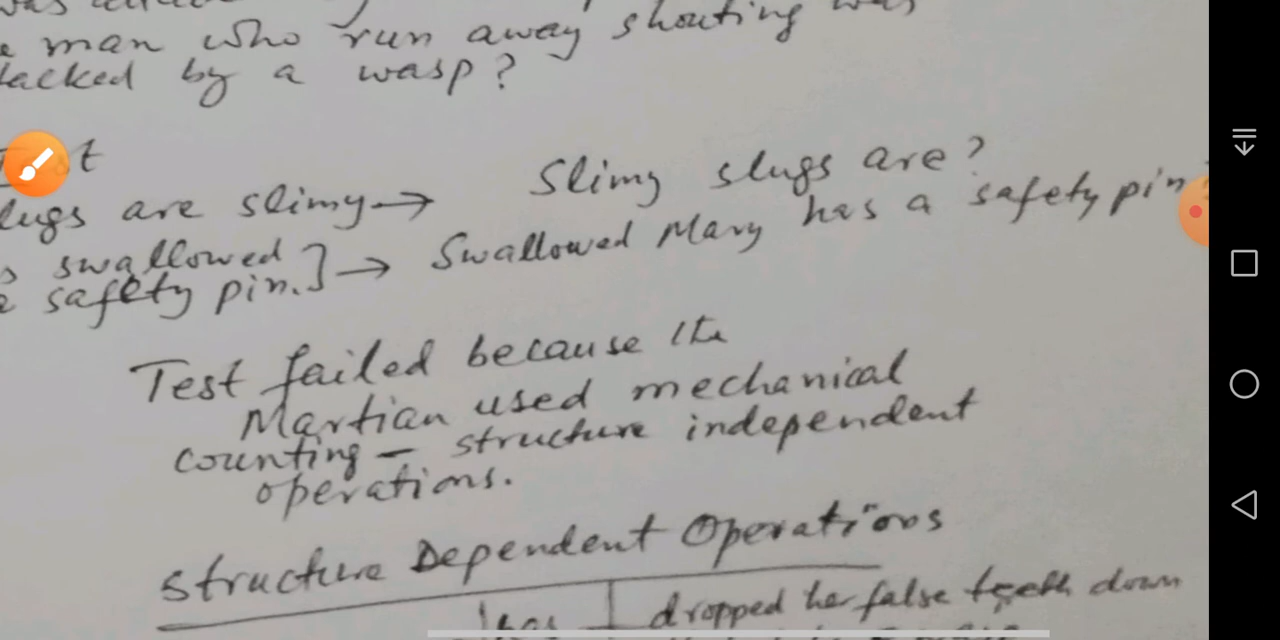 man who run away shouting was
by a wasp?
slugs are slimy → Slimy slugs are?
swallowed
safety pin.] → Swallowed Mary has a safety pin?
Test failed because the
Martian used mechanical
counting – structure independent
operations.
Structure Dependent Operations
has dropped her false teeth down